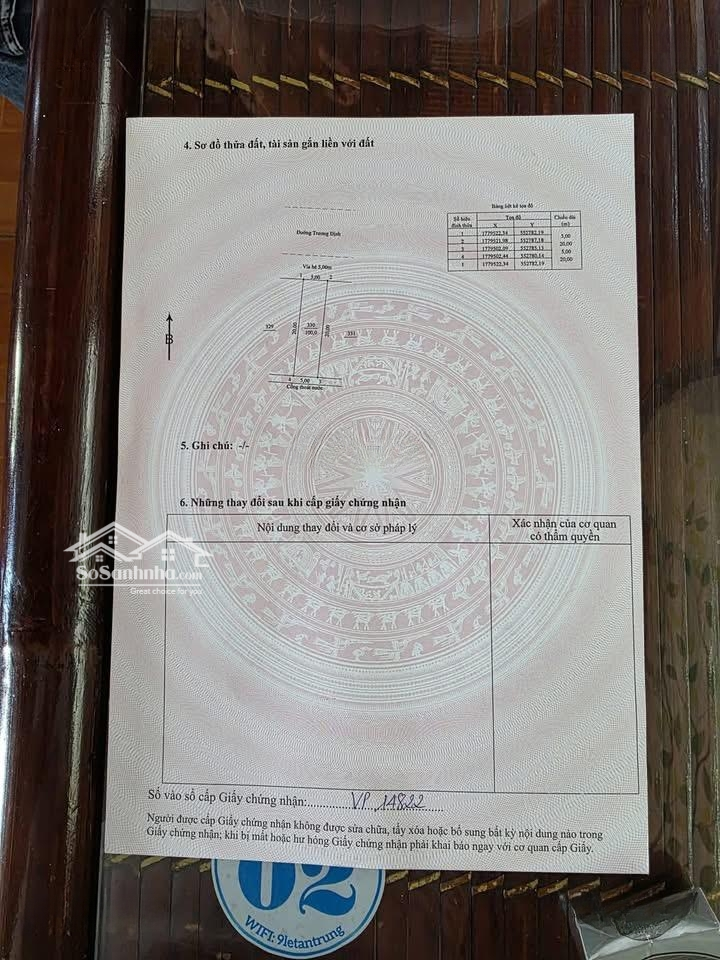 4. Sơ đồ thửa đất, tài sản gắn liền với đất
Đường Trương Định
Vỉa hè 5,00m
1 5,00 2
329
20,00
330
100,0
20,00
331
4 5,00 3
Cống thoát nước
B
Bảng liệt kê tọa độ
Số hiệu đỉnh thửa Tọa độ Chiều dài (m)
X Y
1 1779522,34 552782,19
5,00
2 1779521,98 552787,18
20,00
3 1779502,09 552785,13
5,00
4 1779502,44 552780,14
20,00
1 1779522,34 552782,19
5. Ghi chú: -/-
6. Những thay đổi sau khi cấp giấy chứng nhận
Nội dung thay đổi và cơ sở pháp lý
Xác nhận của cơ quan
có thẩm quyền
SoSanhnha.com
Great choice for you
Số vào sổ cấp Giấy chứng nhận: VP 14822
Người được cấp Giấy chứng nhận không được sửa chữa, tẩy xóa hoặc bổ sung bất kỳ nội dung nào trong
Giấy chứng nhận; khi bị mất hoặc hư hỏng Giấy chứng nhận phải khai báo ngay với cơ quan cấp Giấy.
02
WIFI:9letantrung